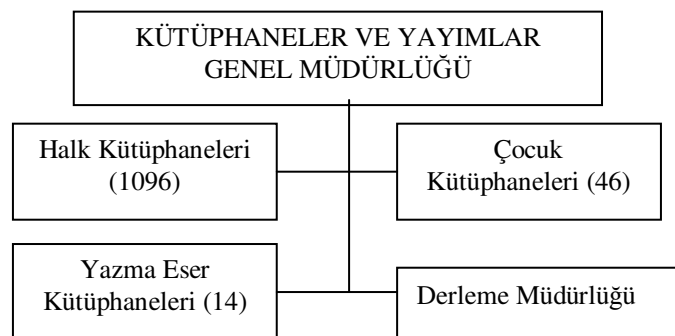 KÜTÜPHANELER VE YAYIMLAR
GENEL MÜDÜRLÜĞÜ
Halk Kütüphaneleri
(1096)
Çocuk
Kütüphaneleri (46)
Yazma Eser
Kütüphaneleri (14)
Derleme Müdürlüğü